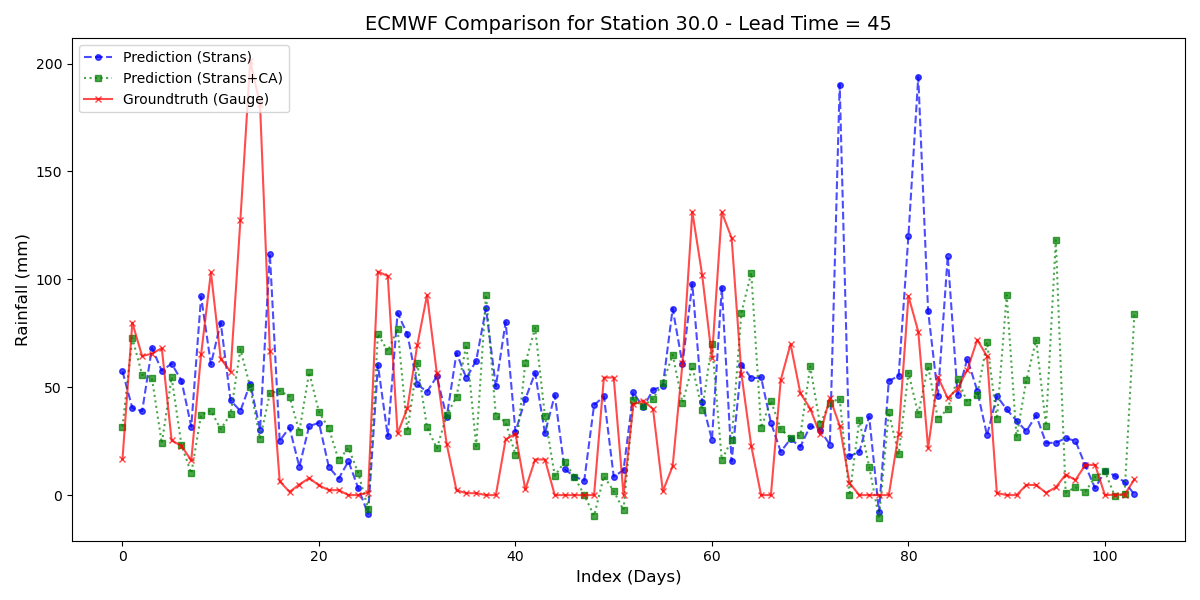 ECMWF Comparison for Station 30.0 - Lead Time = 45
Prediction (Strans)
Prediction (Strans+CA)
Groundtruth (Gauge)
Rainfall (mm)
200
150
100
50
0
0 20 40 60 80 100
Index (Days)